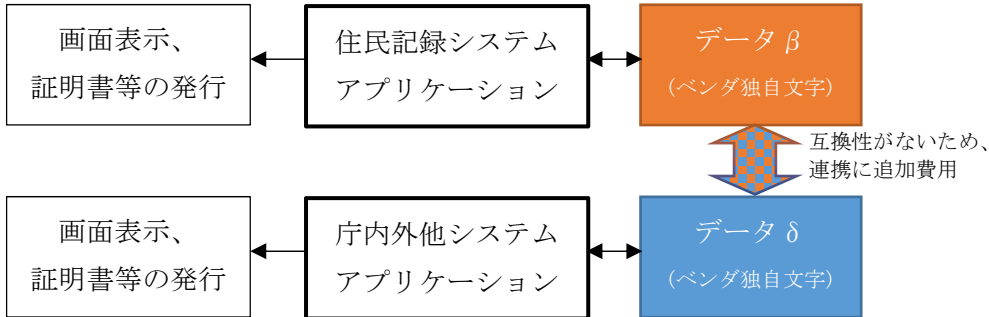 画面表示、
証明書等の発行
住民記録システム
アプリケーション
データβ
(ベンダ独自文字)
互換性がないため、
連携に追加費用
画面表示、
証明書等の発行
庁内外他システム
アプリケーション
データδ
(ベンダ独自文字)